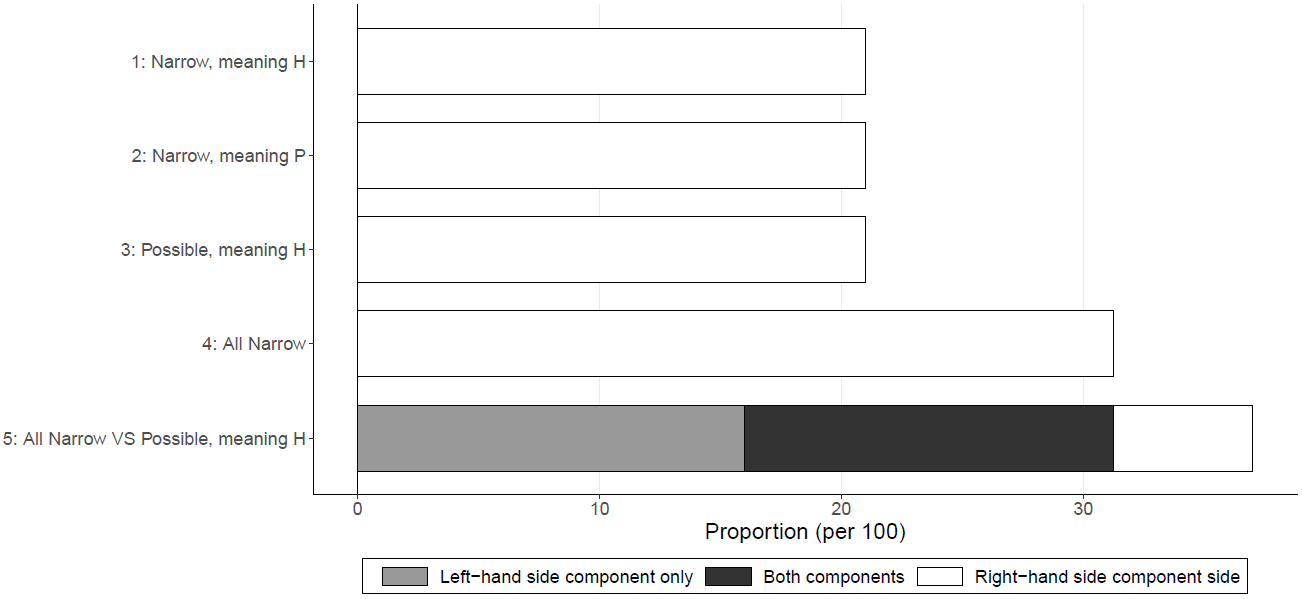 1: Narrow, meaning H
2: Narrow, meaning P
3: Possible, meaning H
4: All Narrow
5: All Narrow VS Possible, meaning H
0 10 20 30
Proportion (per 100)
Left−hand side component only Both components Right−hand side component side